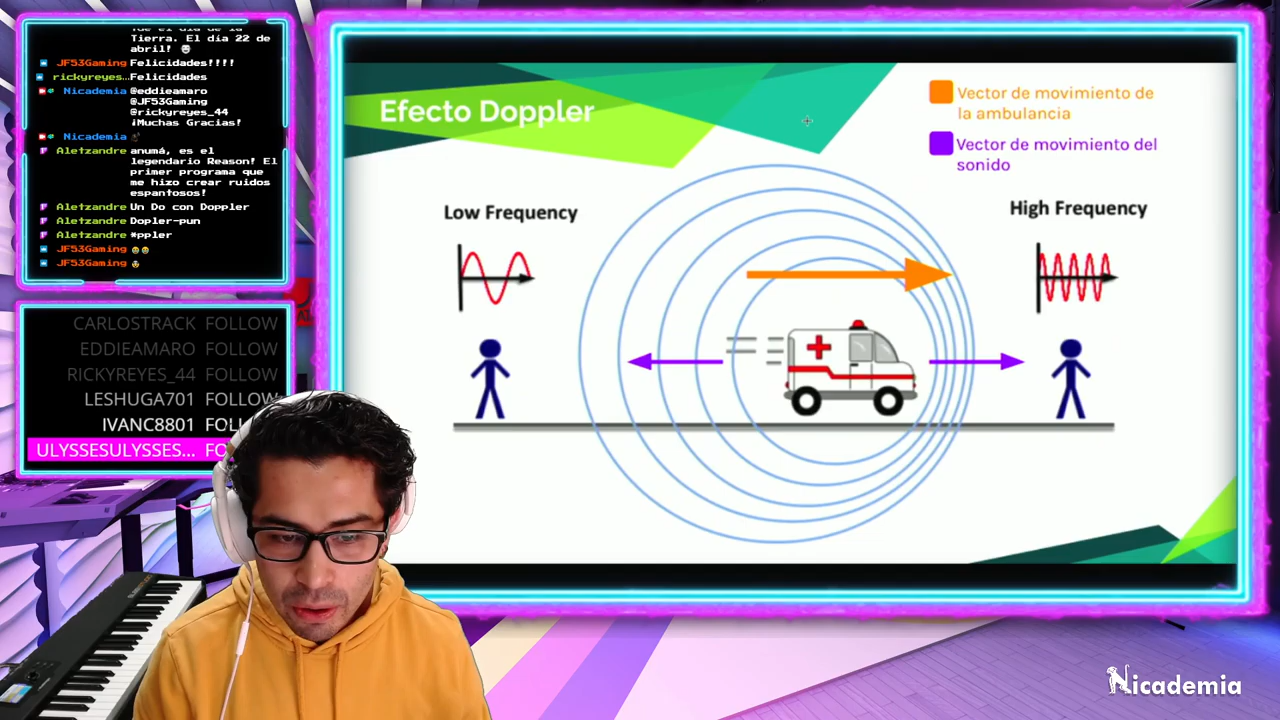 Tierra. El día 22 de
abril!
JF53Gaming Felicidades!!!!
rickyreyes... Felicidades
Nicademia @eddieamaro
@JF53Gaming
@rickyreyes_44
¡Muchas Gracias!
Nicademia
Aletzandre anumá, es el
legendario Reason! El
primer programa que
me hizo crear ruidos
espantosos!
Aletzandre Un Do con Doppler
Aletzandre Dopler-pun
Aletzandre #ppler
JF53Gaming
JF53Gaming
CARLOSTRACK FOLLOW
EDDIEAMARO FOLLOW
RICKYREYES_44 FOLLOW
LESHUGA701 FOLLOW
IVANC8801
ULYSSESULYSSES...
Efecto Doppler
Vector de movimiento de
la ambulancia
Vector de movimiento del
sonido
Low Frequency
High Frequency
Nicademia